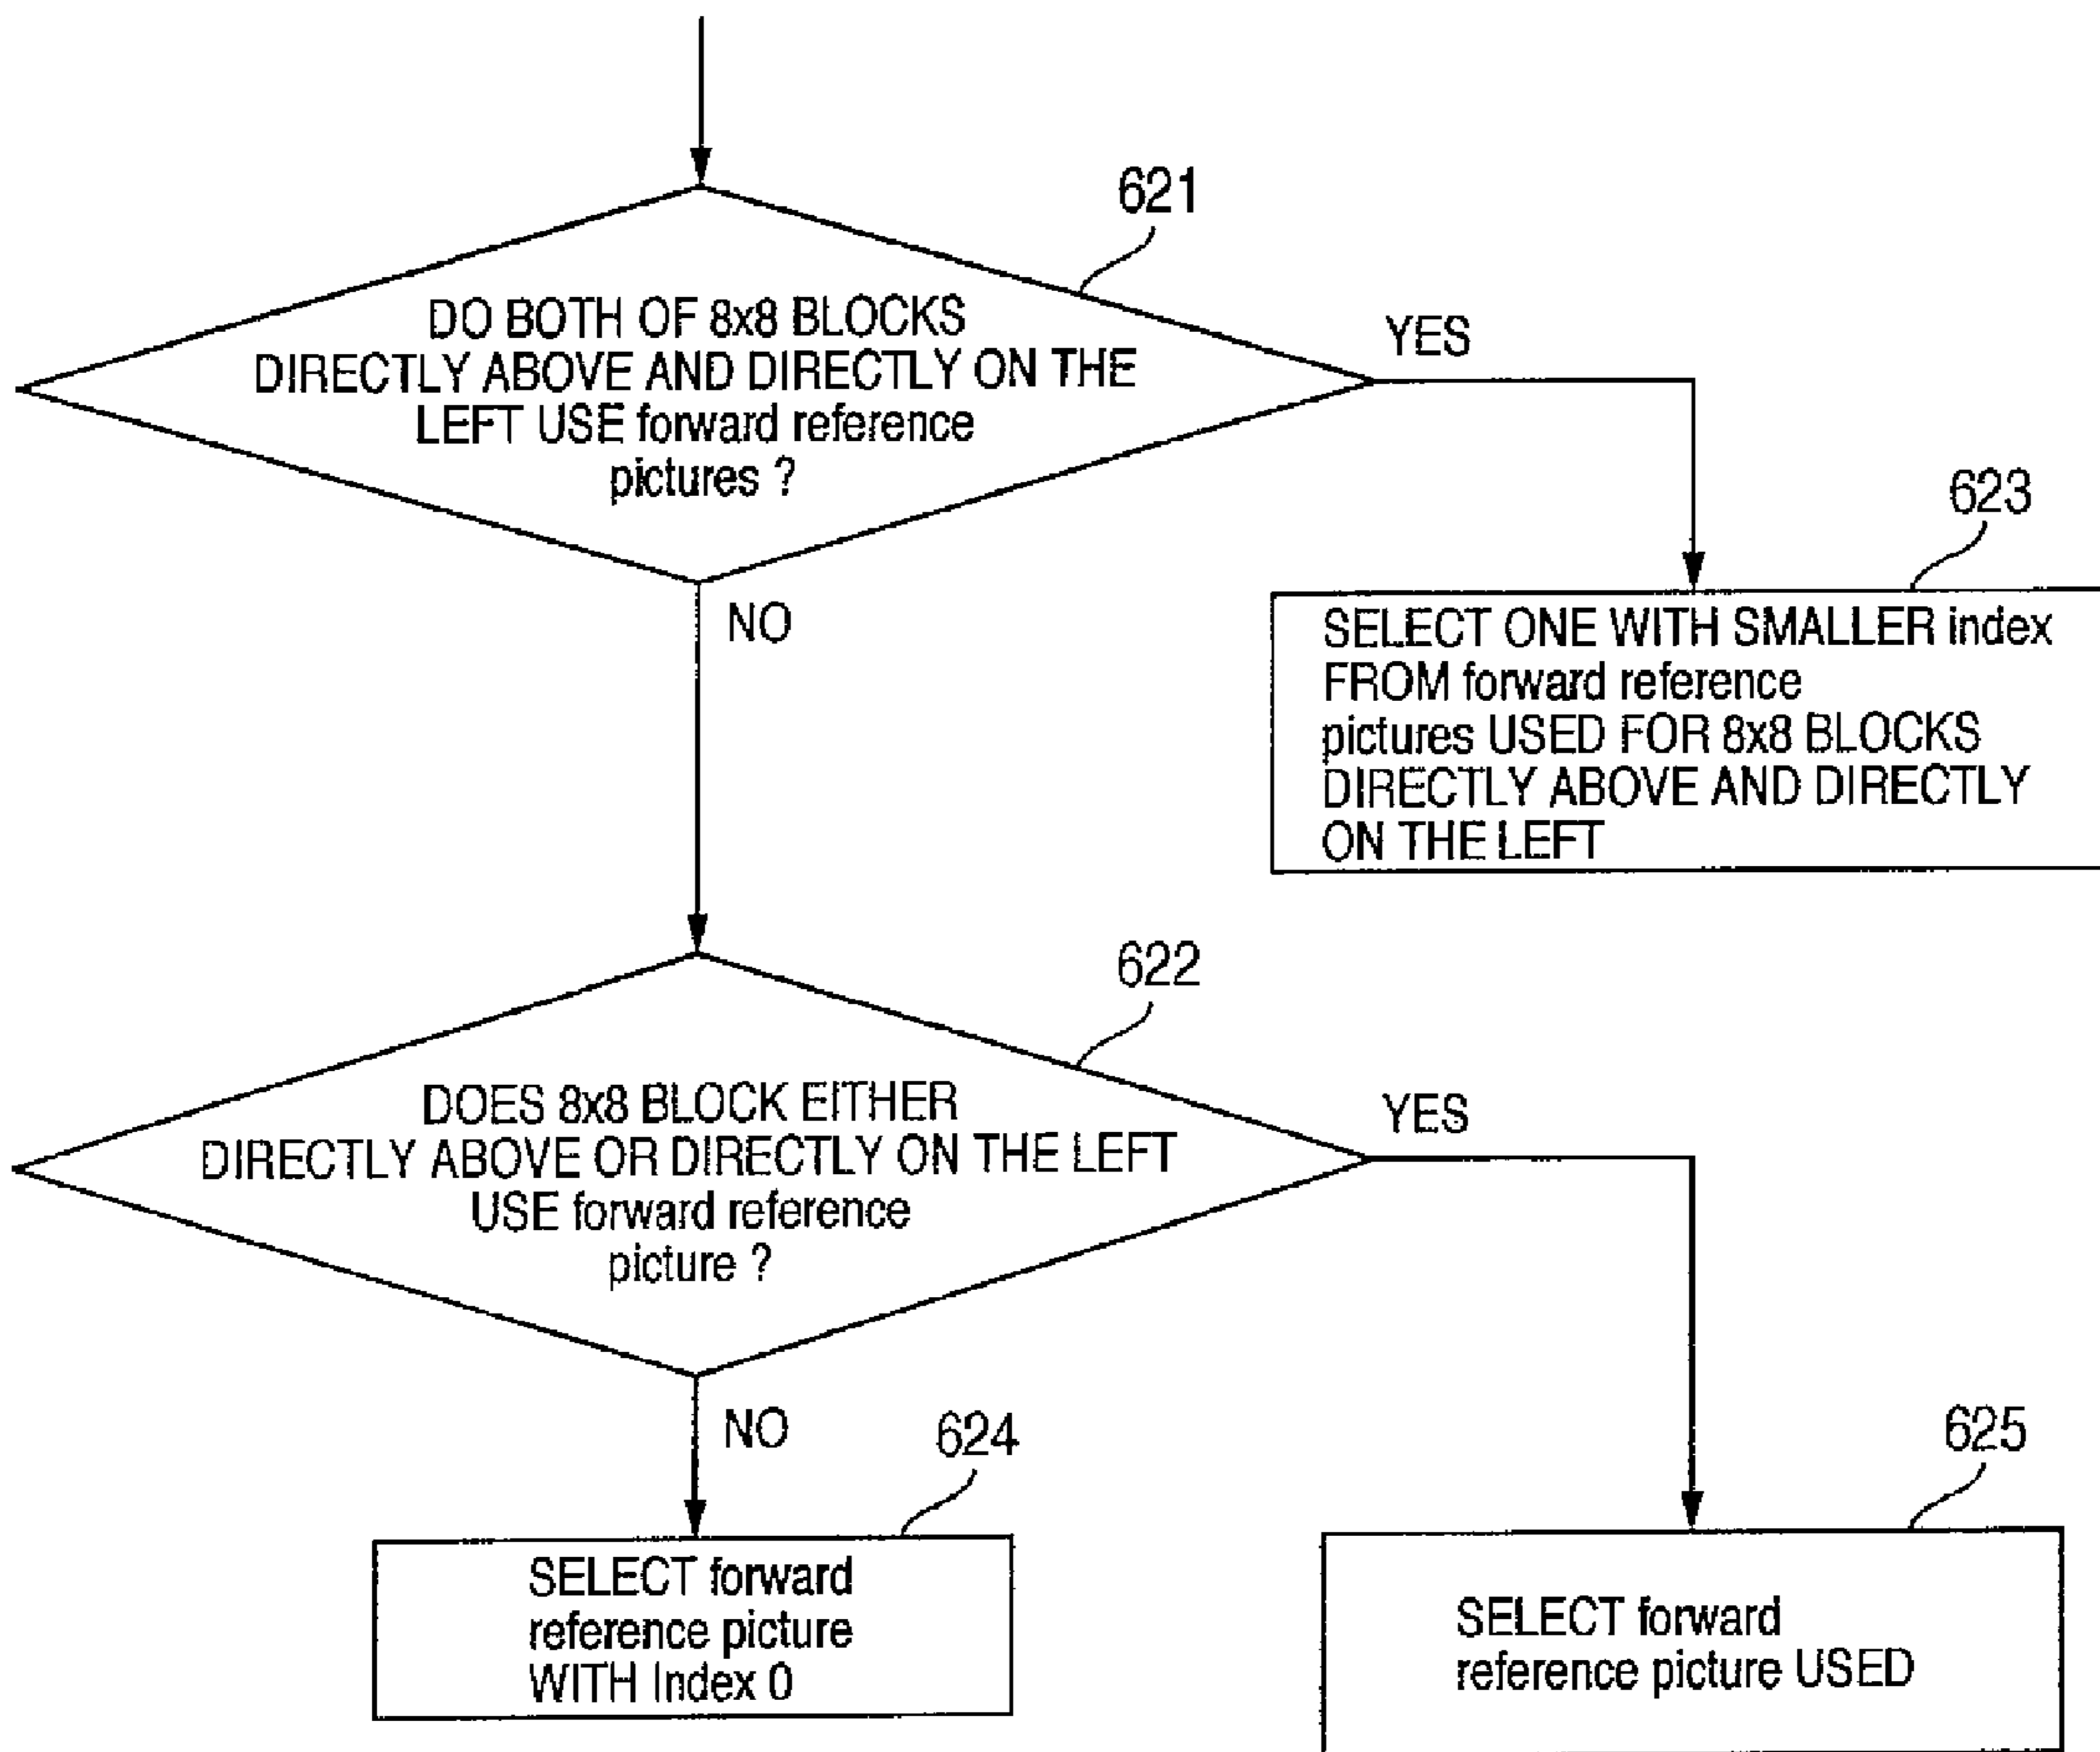 621
DO BOTH OF 8x8 BLOCKS
DIRECTLY ABOVE AND DIRECTLY ON THE
LEFT USE forward reference
pictures ?
YES
NO
623
SELECT ONE WITH SMALLER index
FROM forward reference
pictures USED FOR 8x8 BLOCKS
DIRECTLY ABOVE AND DIRECTLY
ON THE LEFT
622
DOES 8x8 BLOCK EITHER
DIRECTLY ABOVE OR DIRECTLY ON THE LEFT
USE forward reference
picture ?
YES
NO
624
SELECT forward
reference picture
WITH Index 0
625
SELECT forward
reference picture USED